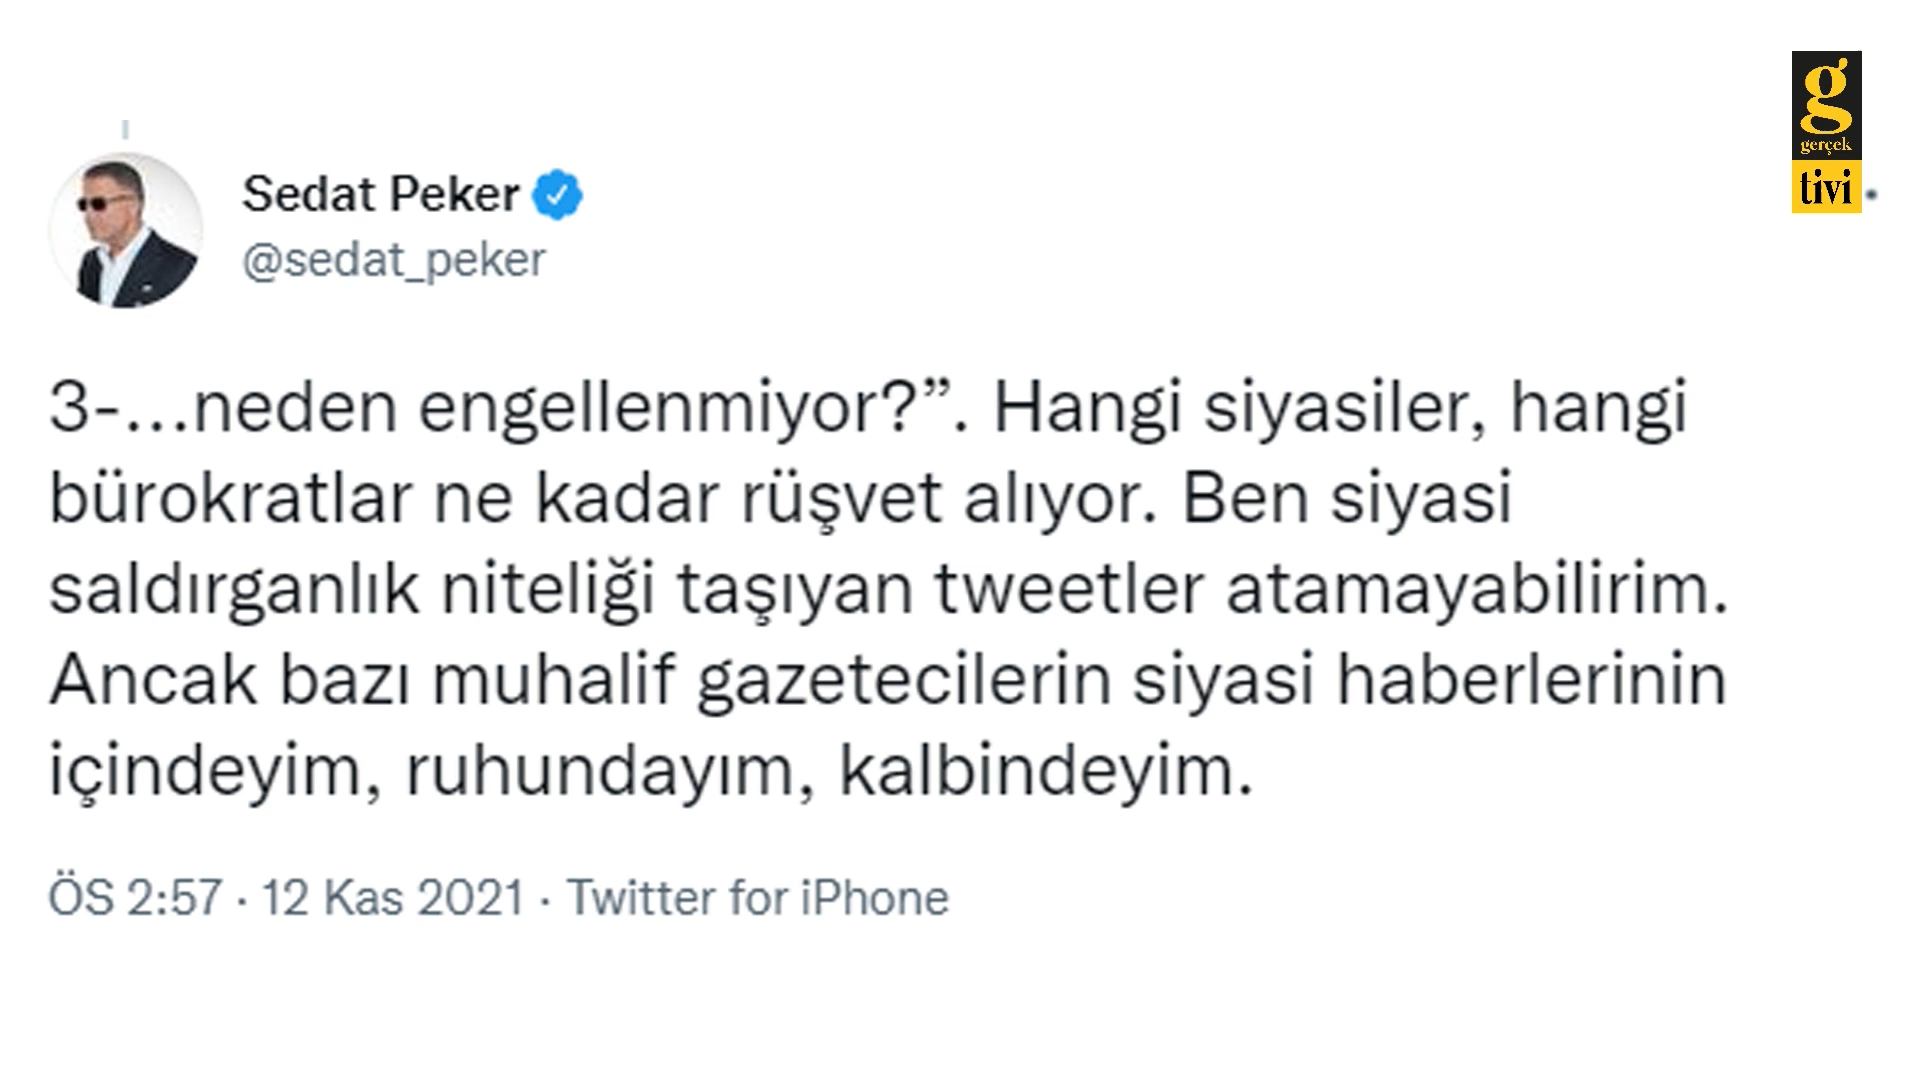 g
gerçek
tivi
Sedat Peker
@sedat_peker
3-...neden engellenmiyor?”. Hangi siyasiler, hangi
bürokratlar ne kadar rüşvet alıyor. Ben siyasi
saldırganlık niteliği taşıyan tweetler atamayabilirim.
Ancak bazı muhalif gazetecilerin siyasi haberlerinin
içindeyim, ruhundayım, kalbindeyim.
ÖS 2:57 · 12 Kas 2021 · Twitter for iPhone